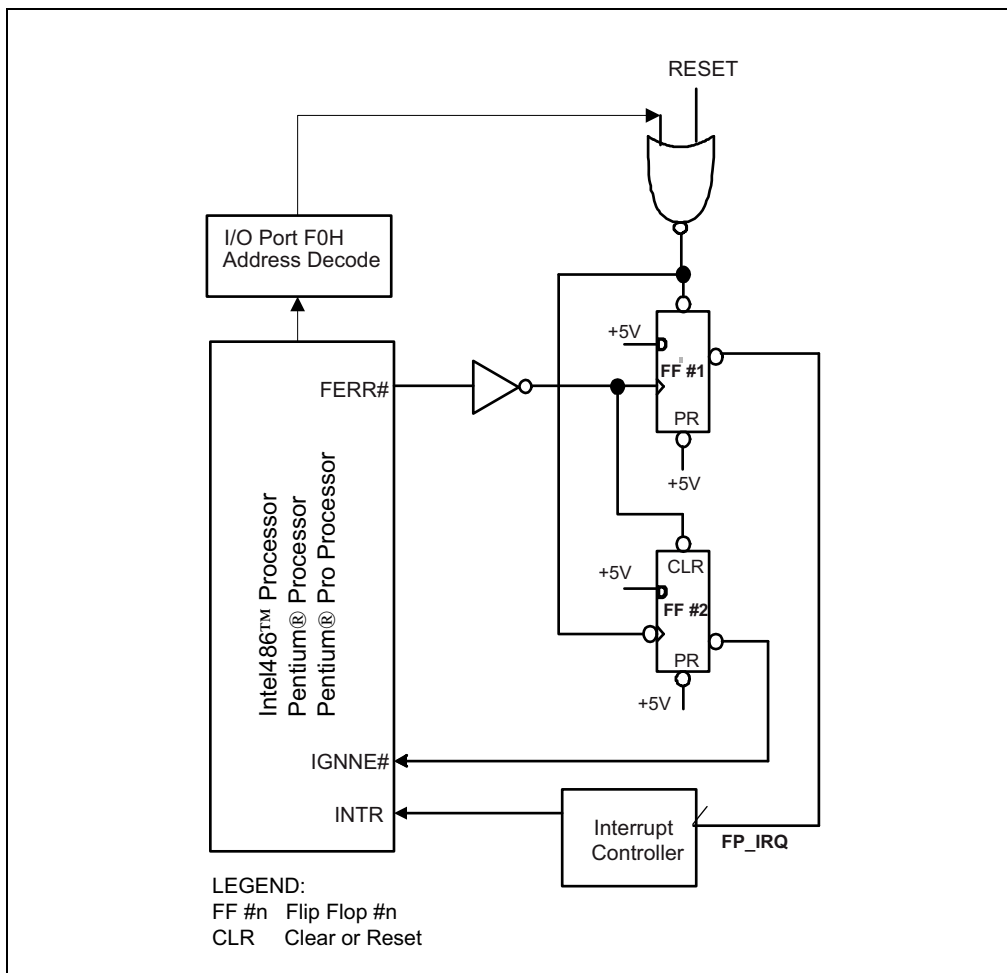 RESET
I/O Port F0H
Address Decode
+5V
FF #1
FERR#
PR
+5V
CLR
+5V
FF #2
PR
+5V
Intel486™ Processor
Pentium® Processor
Pentium® Pro Processor
IGNNE#
INTR
Interrupt
Controller
FP_IRQ
LEGEND:
FF #n Flip Flop #n
CLR Clear or Reset